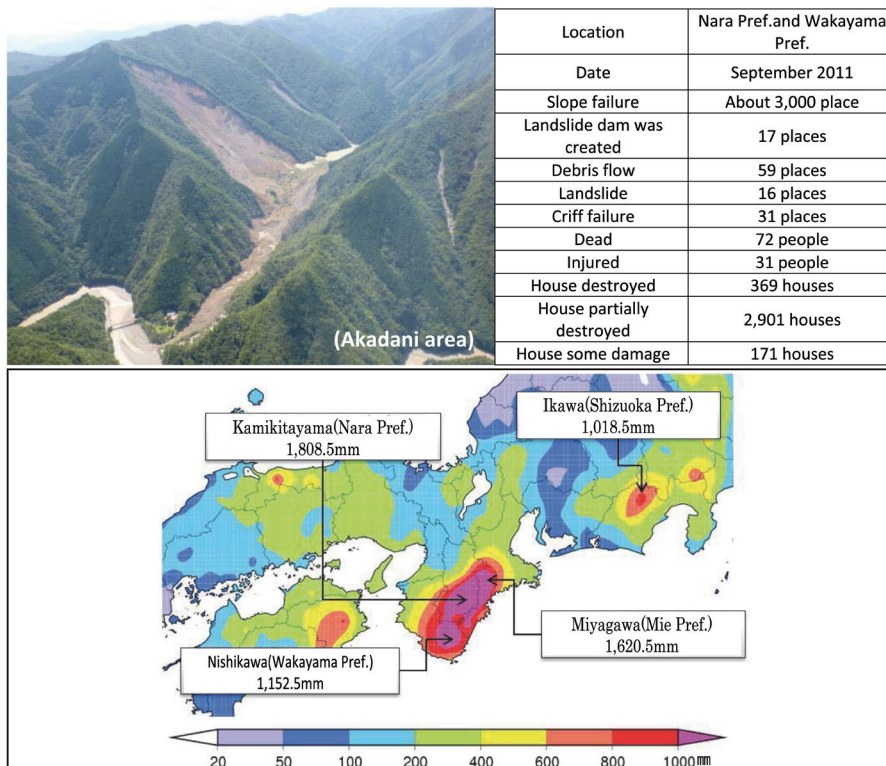 (Akadani area)
Location Nara Pref.and Wakayama
Pref.
Date September 2011
Slope failure About 3,000 place
Landslide dam was
created 17 places
Debris flow 59 places
Landslide 16 places
Criff failure 31 places
Dead 72 people
Injured 31 people
House destroyed 369 houses
House partially
destroyed 2,901 houses
House some damage 171 houses
Kamikitayama(Nara Pref.)
1,808.5mm
Ikawa(Shizuoka Pref.)
1,018.5mm
Miyagawa(Mie Pref.)
1,620.5mm
Nishikawa(Wakayama Pref.)
1,152.5mm
20 50 100 200 400 600 800 1000mm